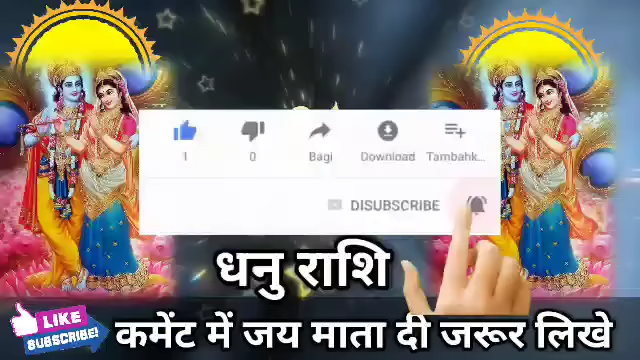 1
0
Bagi
Download
Tambahk...
DISUBSCRIBE
धनु राशि
LIKE
SUBSCRIBE!
कमेंट में जय माता दी जरूर लिखे